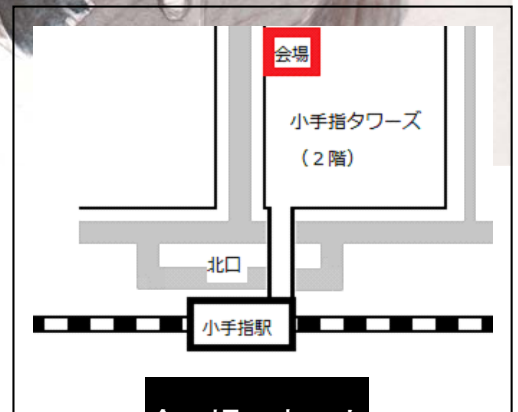 会場
小手指タワーズ
（２階）
北口
小手指駅